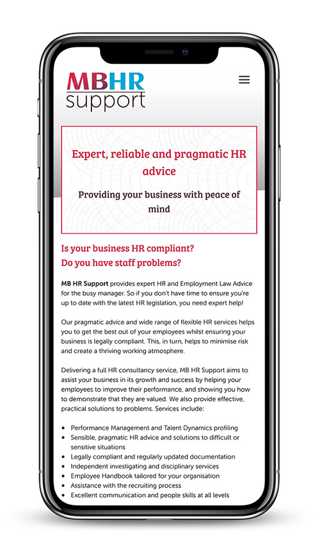 MBHR
support
Expert, reliable and pragmatic HR
advice
Providing your business with peace of
mind
Is your business HR compliant?
Do you have staff problems?
MB HR Support provides expert HR and Employment Law Advice
for the busy manager. So if you don't have time to ensure you're
up to date with the latest HR legislation, you need expert help!
Our pragmatic advice and wide range of flexible HR services helps
you to get the best out of your employees whilst ensuring your
business is legally compliant. This, in turn, helps to minimise risk
and create a thriving working atmosphere.
Delivering a full HR consultancy service, MB HR Support aims to
assist your business in its growth and success by helping your
employees to improve their performance, and showing you how
to demonstrate that they are valued. We also provide effective,
practical solutions to problems. Services include:
• Performance Management and Talent Dynamics profiling
• Sensible, pragmatic HR advice and solutions to difficult or
sensitive situations
• Legally compliant and regularly updated documentation
• Independent investigating and disciplinary services
• Employee Handbook tailored for your organisation
• Assistance with the recruiting process
• Excellent communication and people skills at all levels